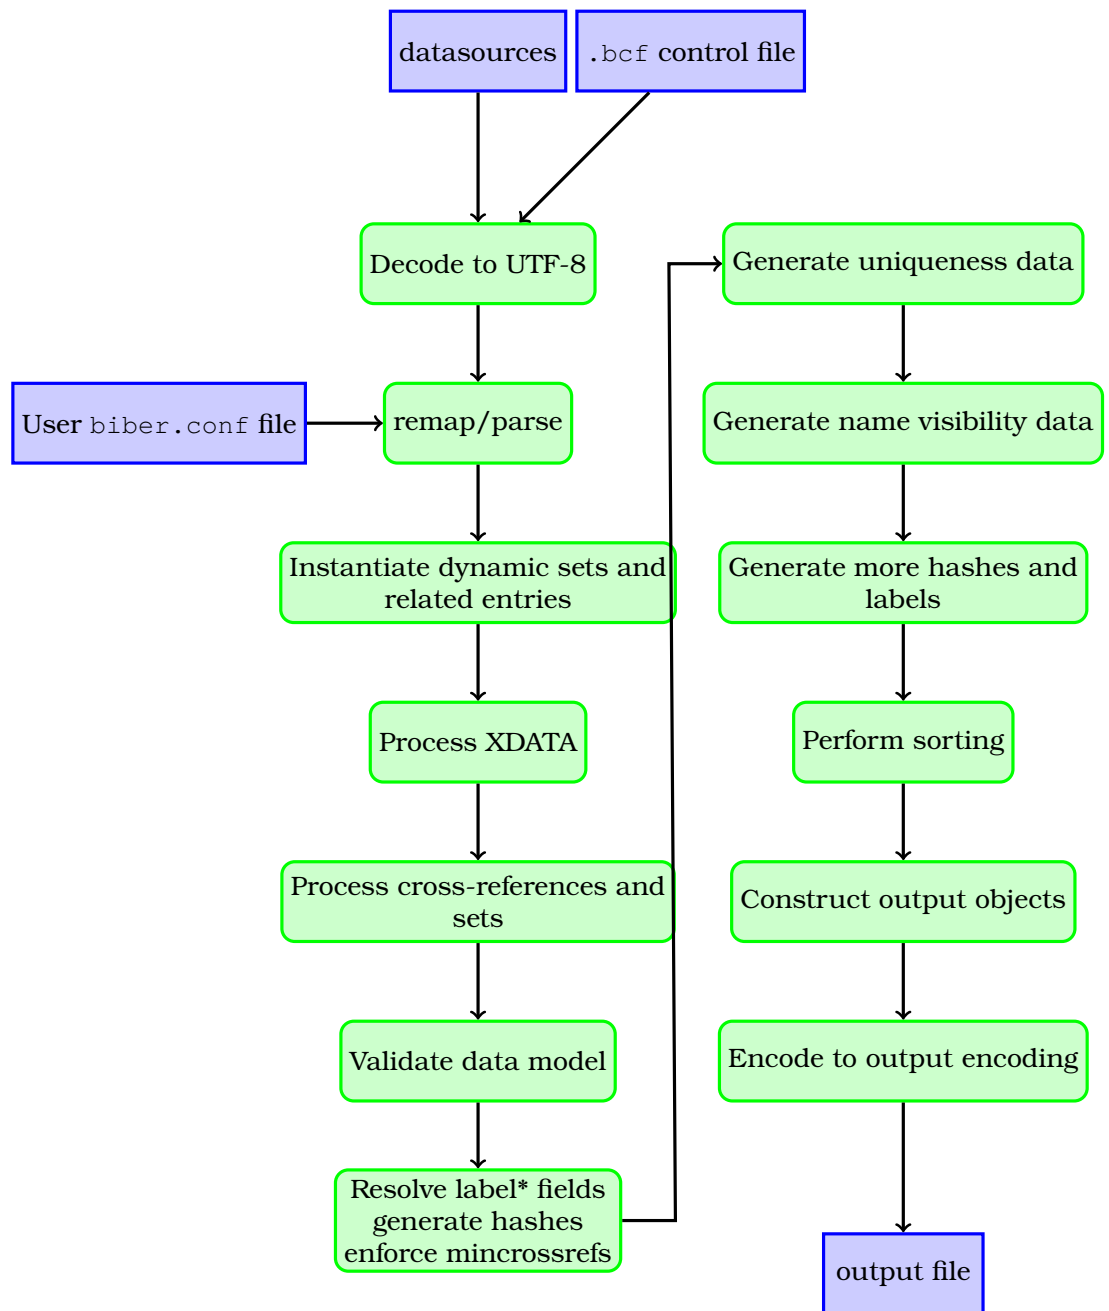 datasources
.bcf control file
Decode to UTF-8
User biber.conf file
remap/parse
Instantiate dynamic sets and
related entries
Process XDATA
Process cross-references and
sets
Validate data model
Resolve label* fields
generate hashes
enforce mincrossrefs
Generate uniqueness data
Generate name visibility data
Generate more hashes and
labels
Perform sorting
Construct output objects
Encode to output encoding
output file